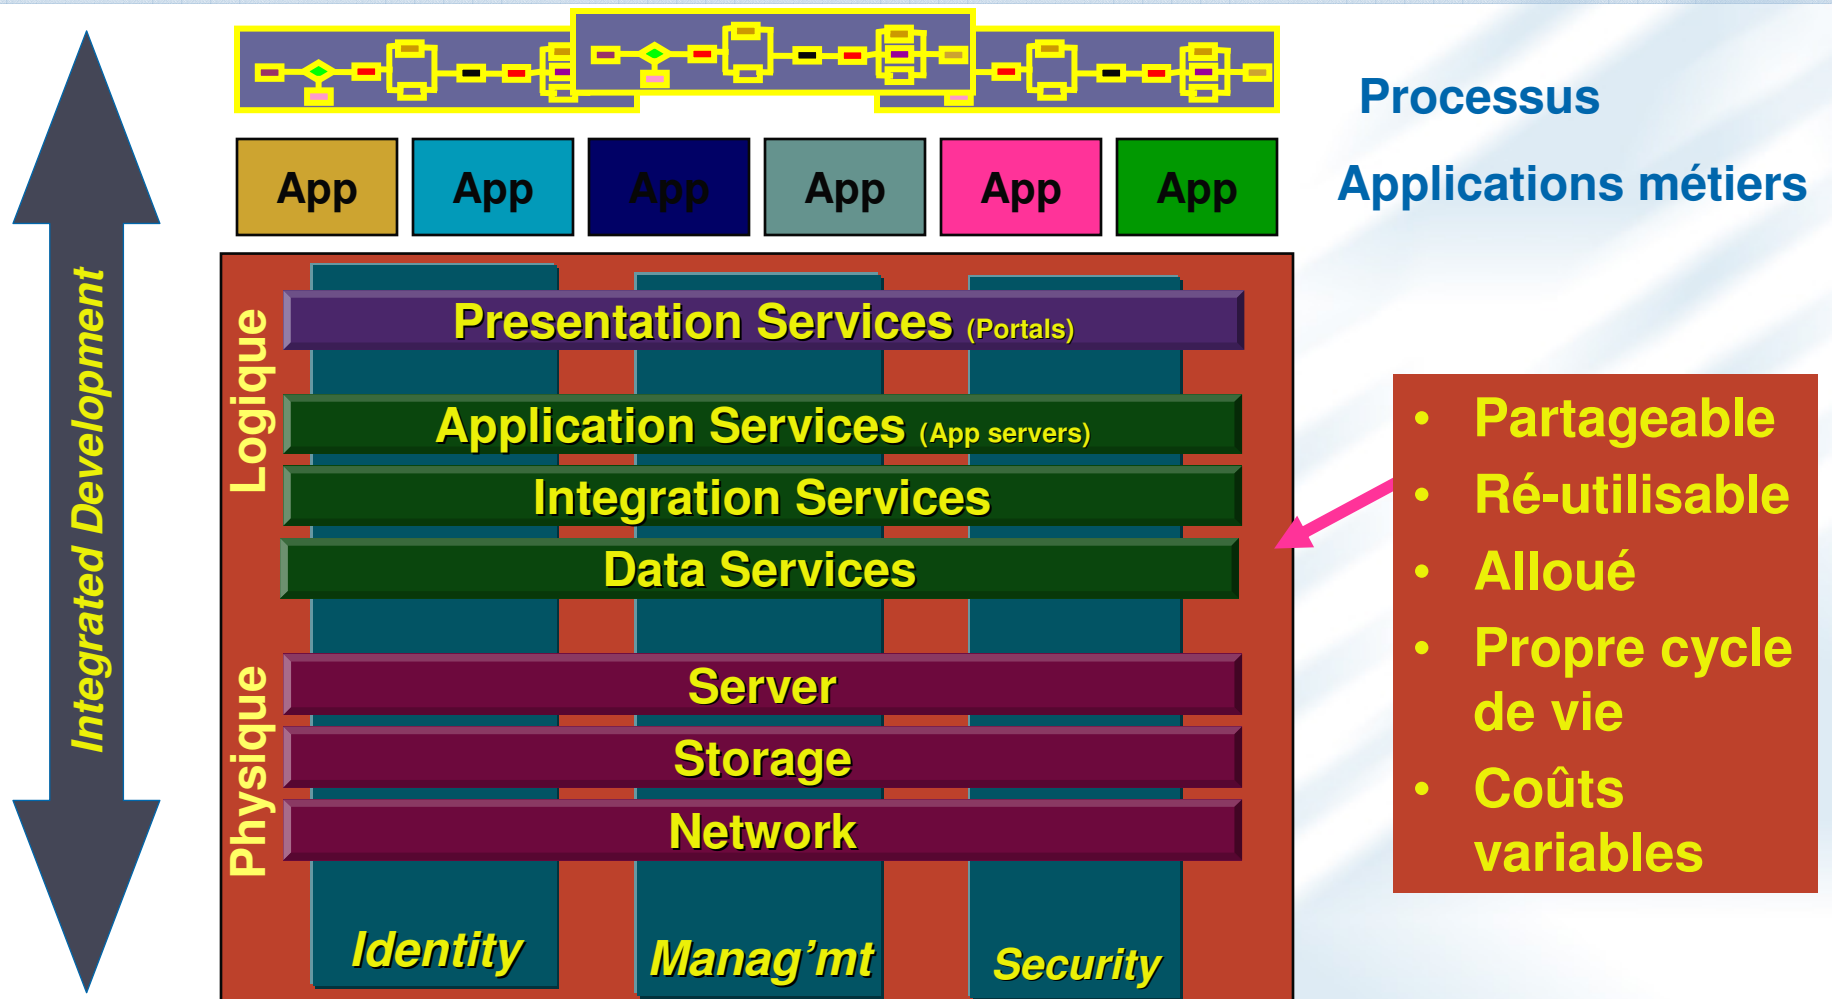 Processus
App App App App App App
Applications métiers
Integrated Development
Logique
Presentation Services (Portals)
Application Services (App servers)
Integration Services
Data Services
Physique
Server
Storage
Network
Identity
Manag'mt
Security
• Partageable
• Ré-utilisable
• Alloué
• Propre cycle
de vie
• Coûts
variables